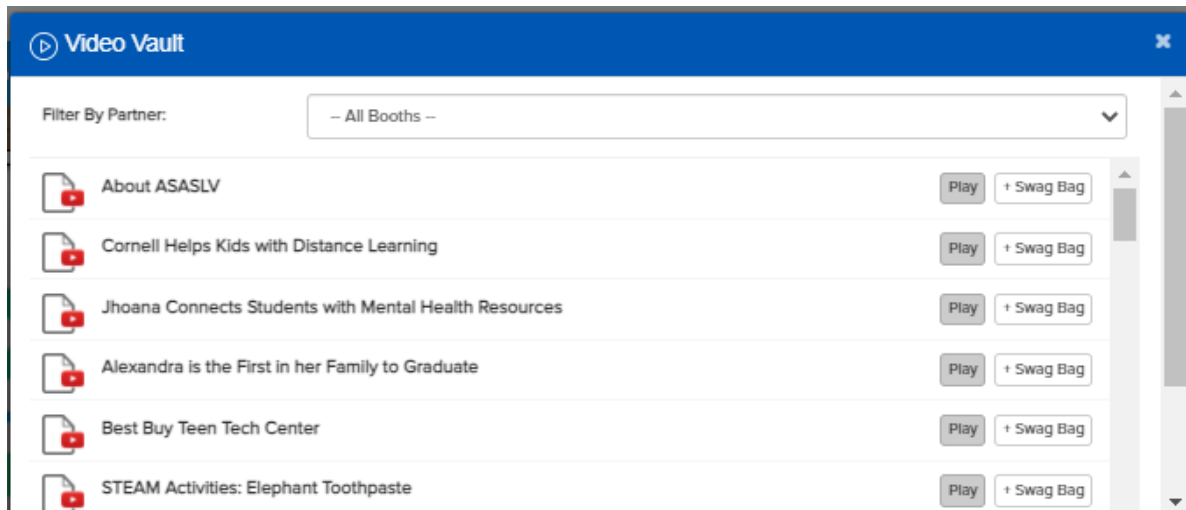 Video Vault
Filter By Partner:
-- All Booths --
About ASASLV Play + Swag Bag
Cornell Helps Kids with Distance Learning Play + Swag Bag
Jhoana Connects Students with Mental Health Resources Play + Swag Bag
Alexandra is the First in her Family to Graduate Play + Swag Bag
Best Buy Teen Tech Center Play + Swag Bag
STEAM Activities: Elephant Toothpaste Play + Swag Bag